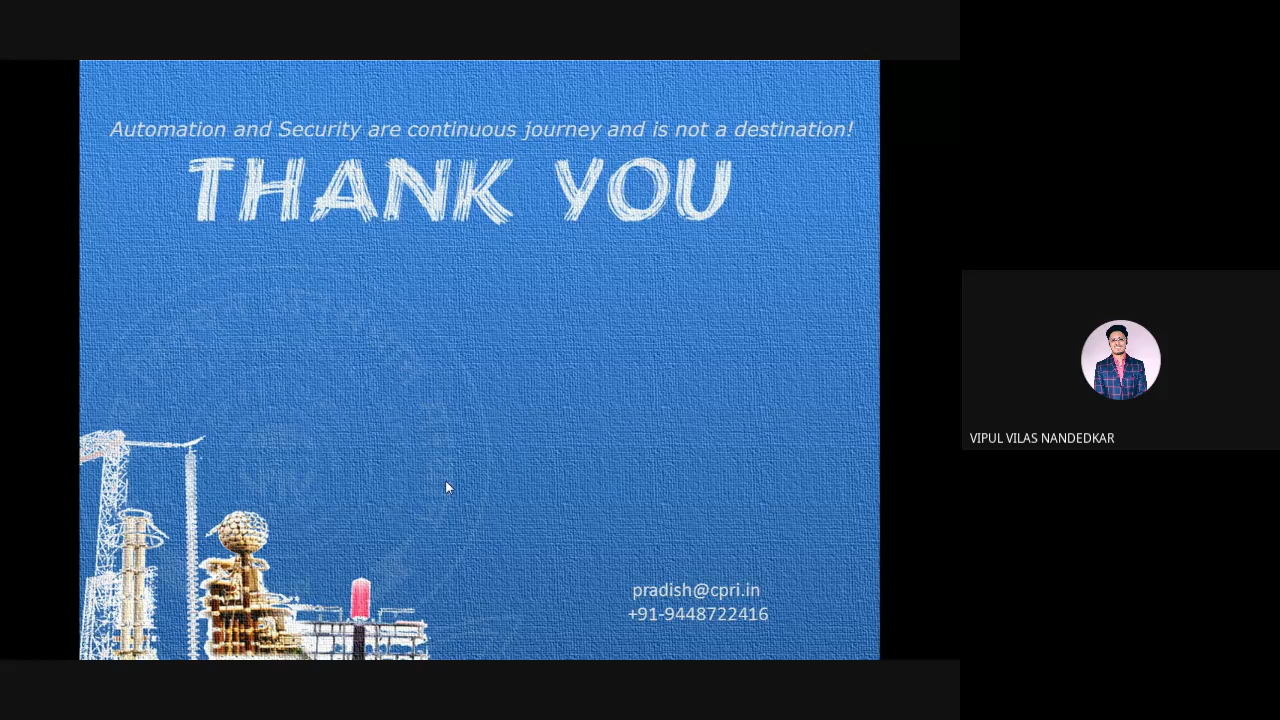 Automation and Security are continuous journey and is not a destination!
THANK YOU
pradish@cpri.in
+91-9448722416
VIPUL VILAS NANDEDKAR